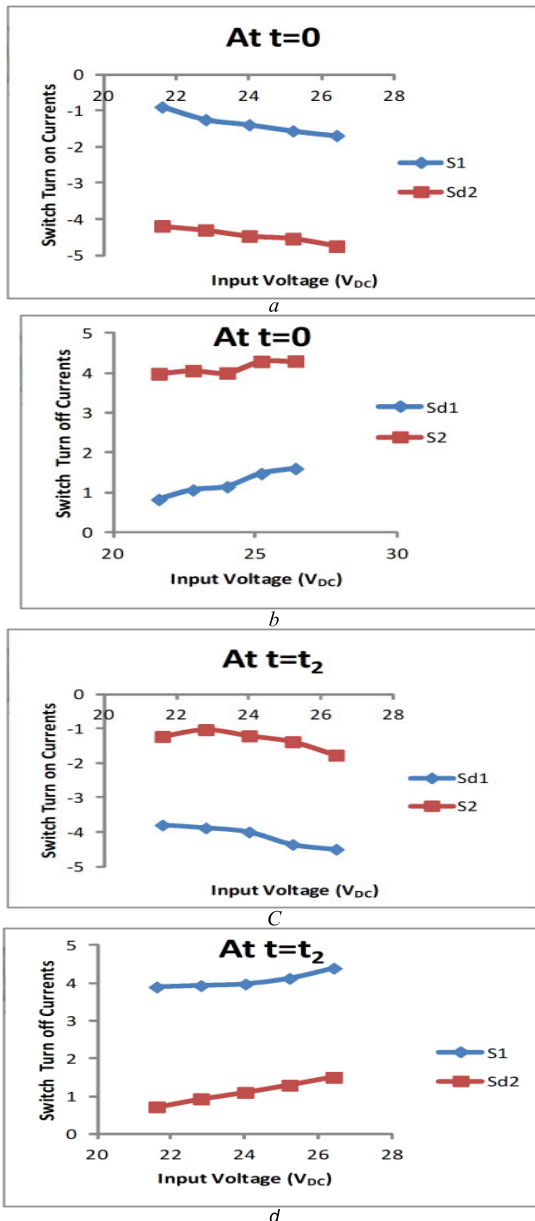 At t=0
Switch Turn on Currents
0
-1
-2
-3
-4
-5
20 22 24 26 28
S1
Sd2
Input Voltage (VDC)
a
At t=0
Switch Turn off Currents
5
4
3
2
1
0
20 25 30
Sd1
S2
Input Voltage (VDC)
b
At t=t2
Switch Turn on Currents
0
-1
-2
-3
-4
-5
20 22 24 26 28
Sd1
S2
Input Voltage (VDC)
C
At t=t2
Switch Turn off Currents
5
4
3
2
1
0
20 22 24 26 28
S1
Sd2
Input Voltage (VDC)
d